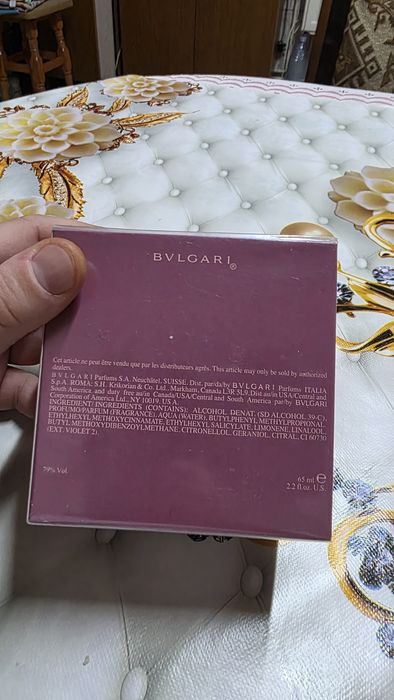 BVLGARI®
Cet article ne peut être vendu que par les distributeurs agréés. This article may only be sold by authorized
dealers.
BVLGARI Parfums S.A. Neuchâtel, SUISSE. Dist. par/da/by BVLGARI Parfums ITALIA
S.p.A. ROMA; S.H. Krikorian & Co. Ltd., Markham, Canada L3R 5L9. Dist au/in USA/and Central and
South America and duty free au/in Canada/USA/and Central and South America par/by BVLGARI
Corporation of America Ltd., NY 10019, U.S.A.
INGREDIENT/ INGREDIENTS (CONTAINS): ALCOHOL DENAT. (SD ALCOHOL 39-C),
PROFUMO/PARFUM (FRAGRANCE), AQUA (WATER), BUTYLPHENYL METHYLPROPIONAL,
ETHYLHEXYL METHOXYCINNAMATE, ETHYLHEXYL SALICYLATE, LIMONENE, LINALOOL,
BUTYL METHOXYDIBENZOYLMETHANE, CITRONELLOL, GERANIOL, CITRAL, CI 60730
(EXT. VIOLET 2).
79% Vol.
65 ml ℮
2.2 fl.oz. U.S.